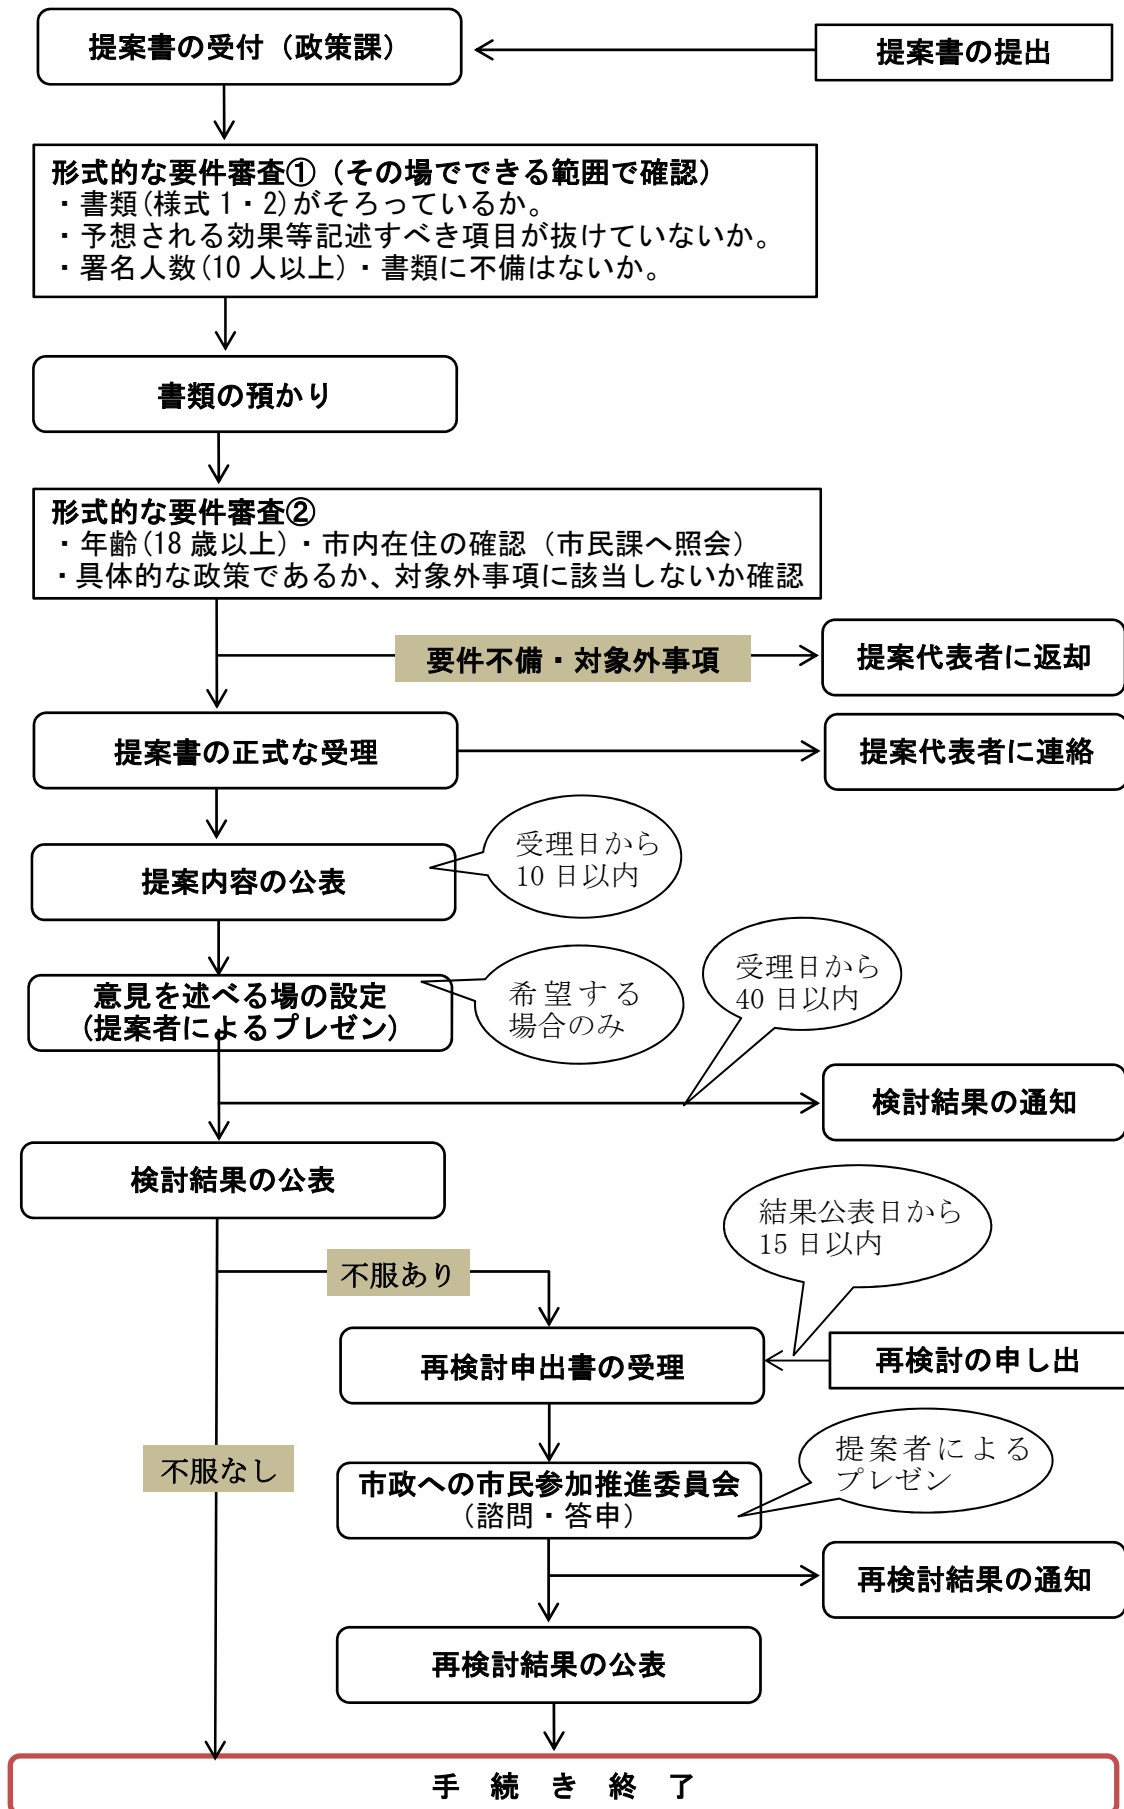 提案書の受付（政策課）
提案書の提出
形式的な要件審査①（その場でできる範囲で確認）
・書類(様式1・2)がそろっているか。
・予想される効果等記述すべき項目が抜けていないか。
・署名人数(10人以上)・書類に不備はないか。
書類の預かり
形式的な要件審査②
・年齢(18歳以上)・市内在住の確認（市民課へ照会）
・具体的な政策であるか、対象外事項に該当しないか確認
要件不備・対象外事項
提案代表者に返却
提案書の正式な受理
提案代表者に連絡
受理日から
10日以内
提案内容の公表
意見を述べる場の設定
(提案者によるプレゼン)
希望する
場合のみ
受理日から
40日以内
検討結果の通知
検討結果の公表
結果公表日から
15日以内
不服あり
再検討申出書の受理
再検討の申し出
不服なし
市政への市民参加推進委員会
（諮問・答申）
提案者による
プレゼン
再検討結果の通知
再検討結果の公表
手続き終了